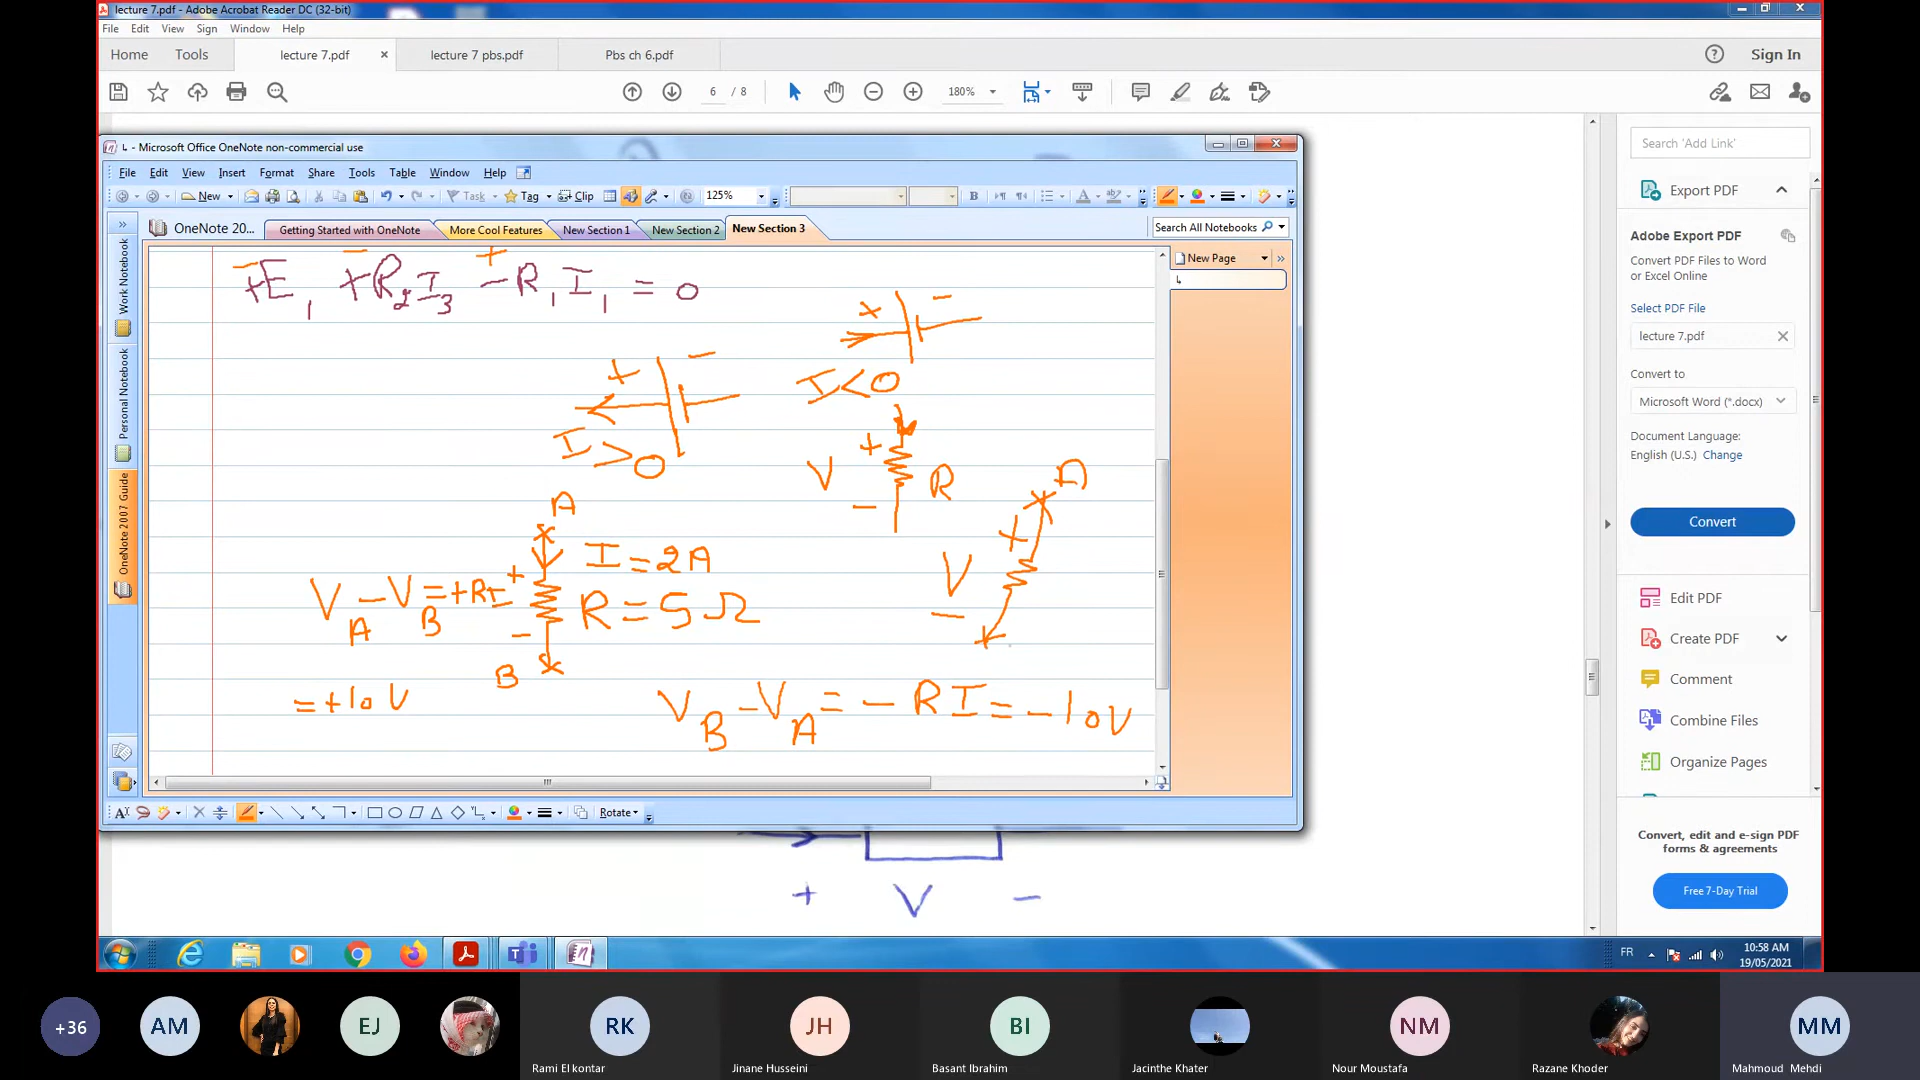 lecture 7.pdf - Adobe Acrobat Reader DC (32-bit)
File Edit View Sign Window Help
Home Tools lecture 7.pdf × lecture 7 pbs.pdf Pbs ch 6.pdf Sign In
6 / 8 180%
Search 'Add Link'
Export PDF
Adobe Export PDF
Convert PDF Files to Word
or Excel Online
Select PDF File
lecture 7.pdf
Convert to
Microsoft Word (*.docx)
Document Language:
English (U.S.) Change
Convert
Edit PDF
Create PDF
Comment
Combine Files
Organize Pages
Convert, edit and e-sign PDF
forms & agreements
Free 7-Day Trial
↳ - Microsoft Office OneNote non-commercial use
File Edit View Insert Format Share Tools Table Window Help
New Task Tag Clip 125% B
OneNote 20... Getting Started with OneNote More Cool Features New Section 1 New Section 2 New Section 3 Search All Notebooks
New Page
↳
Work Notebook
Personal Notebook
OneNote 2007 Guide
+E₁ +R₂I₃ -R₁I₁ = 0
+ -
I<0
+ -
I>0
+ V - R
A
+ V -
A
I=2A
V_A - V_B = +RI
+ -
R=5Ω
B
=+10V
V_B - V_A = -RI = -10V
Rotate
+ V -
FR 10:58 AM
19/05/2021
+36 AM EJ RK JH BI NM MM
Rami El kontar Jinane Husseini Basant Ibrahim Jacinthe Khater Nour Moustafa Razane Khoder Mahmoud Mehdi